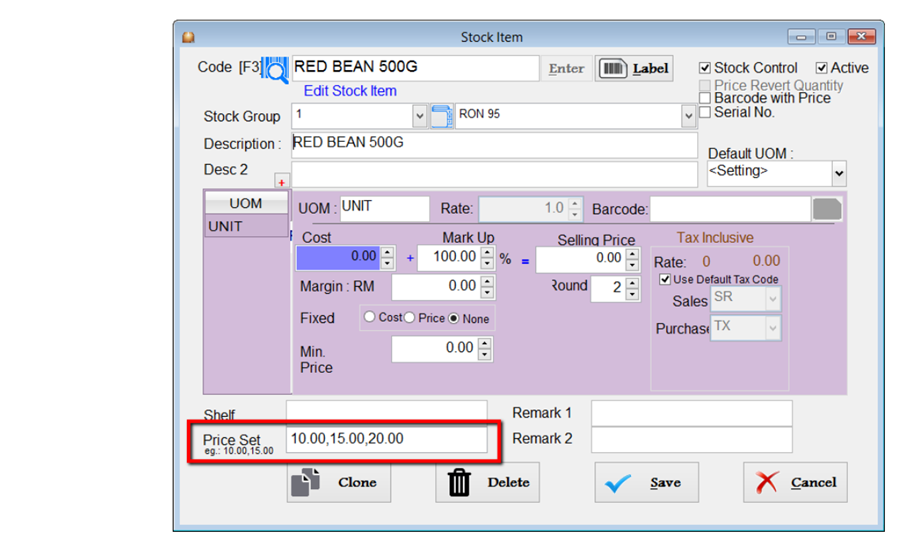 Stock Item
Code [F3] RED BEAN 500G Enter Label Stock Control Active
Edit Stock Item Price Revert Quantity
Barcode with Price
Stock Group 1 RON 95 Serial No.
Description : RED BEAN 500G
Default UOM :
Desc 2 <Setting>
+
UOM UOM : UNIT Rate: 1.0 Barcode:
UNIT
Cost Mark Up Selling Price Tax Inclusive
0.00 + 100.00 % = 0.00 Rate: 0 0.00
Margin : RM 0.00 Round 2 Use Default Tax Code
Sales SR
Fixed Cost Price None
Purchase TX
Min. Price 0.00
Shelf Remark 1
Price Set 10.00,15.00,20.00 Remark 2
eg.: 10.00,15.00
Clone Delete Save Cancel